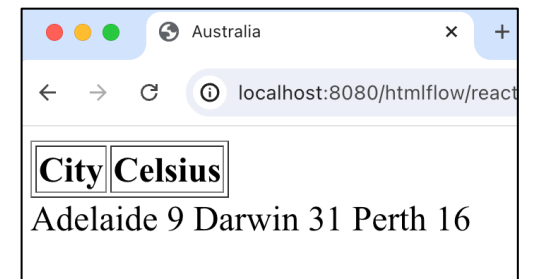 Australia
localhost:8080/htmlflow/react
City Celsius
Adelaide 9 Darwin 31 Perth 16